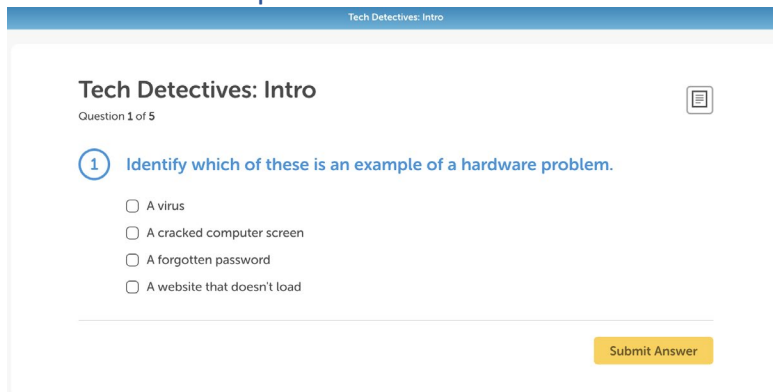 Tech Detectives: Intro
Tech Detectives: Intro
Question 1 of 5
1 Identify which of these is an example of a hardware problem.
A virus
A cracked computer screen
A forgotten password
A website that doesn't load
Submit Answer